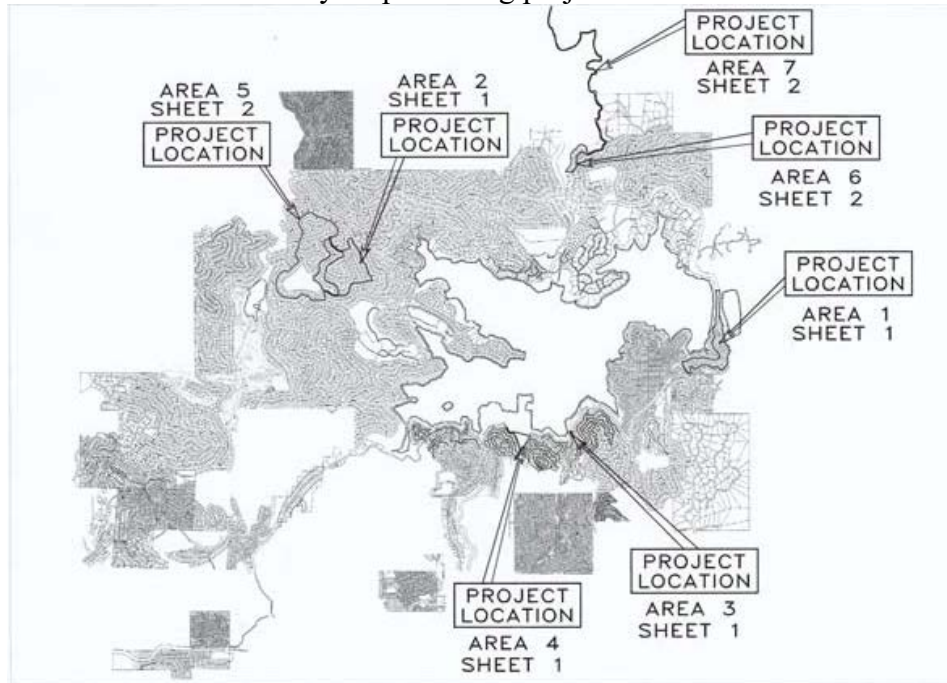 PROJECT
LOCATION
AREA 7
SHEET 2
AREA 5
SHEET 2
PROJECT
LOCATION
AREA 2
SHEET 1
PROJECT
LOCATION
PROJECT
LOCATION
AREA 6
SHEET 2
PROJECT
LOCATION
AREA 1
SHEET 1
PROJECT
LOCATION
AREA 3
SHEET 1
PROJECT
LOCATION
AREA 4
SHEET 1